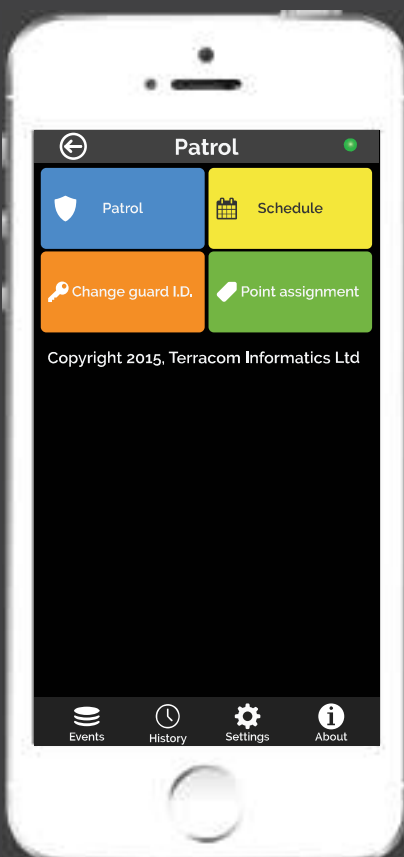 Patrol
Patrol
Schedule
Change guard I.D.
Point assignment
Copyright 2015, Terracom Informatics Ltd
Events
History
Settings
About